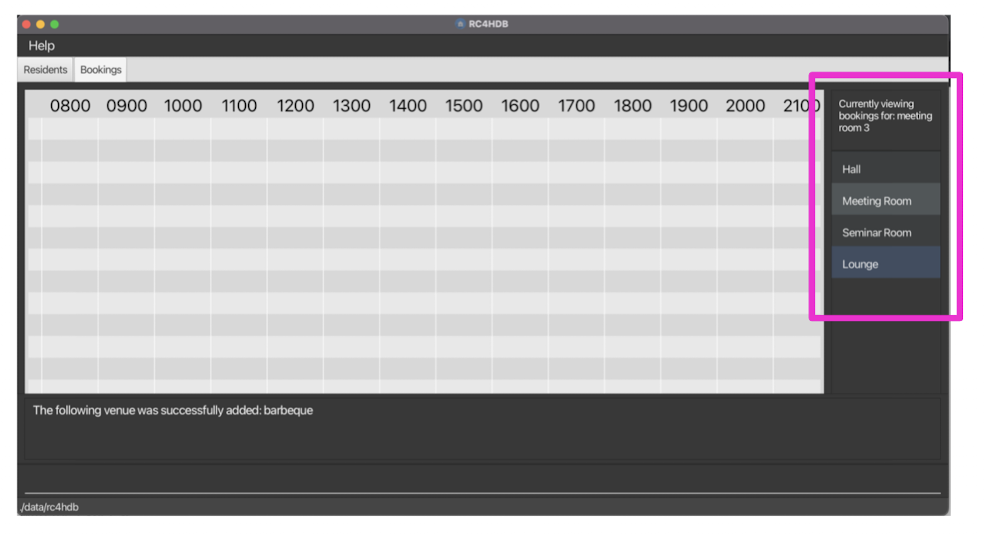 RC4HDB
Help
Residents Bookings
0800 0900 1000 1100 1200 1300 1400 1500 1600 1700 1800 1900 2000 2100
Currently viewing
bookings for: meeting
room 3
Hall
Meeting Room
Seminar Room
Lounge
The following venue was successfully added: barbeque
/data/rc4hdb